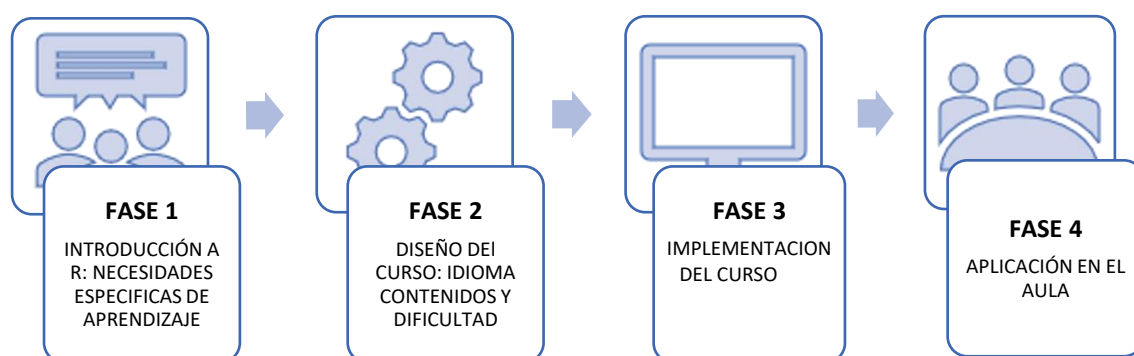 FASE 1
INTRODUCCIÓN A
R: NECESIDADES
ESPECIFICAS DE
APRENDIZAJE
FASE 2
DISEÑO DEl
CURSO: IDIOMA
CONTENIDOS Y
DIFICULTAD
FASE 3
IMPLEMENTACION
DEL CURSO
FASE 4
APLICACIÓN EN EL
AULA